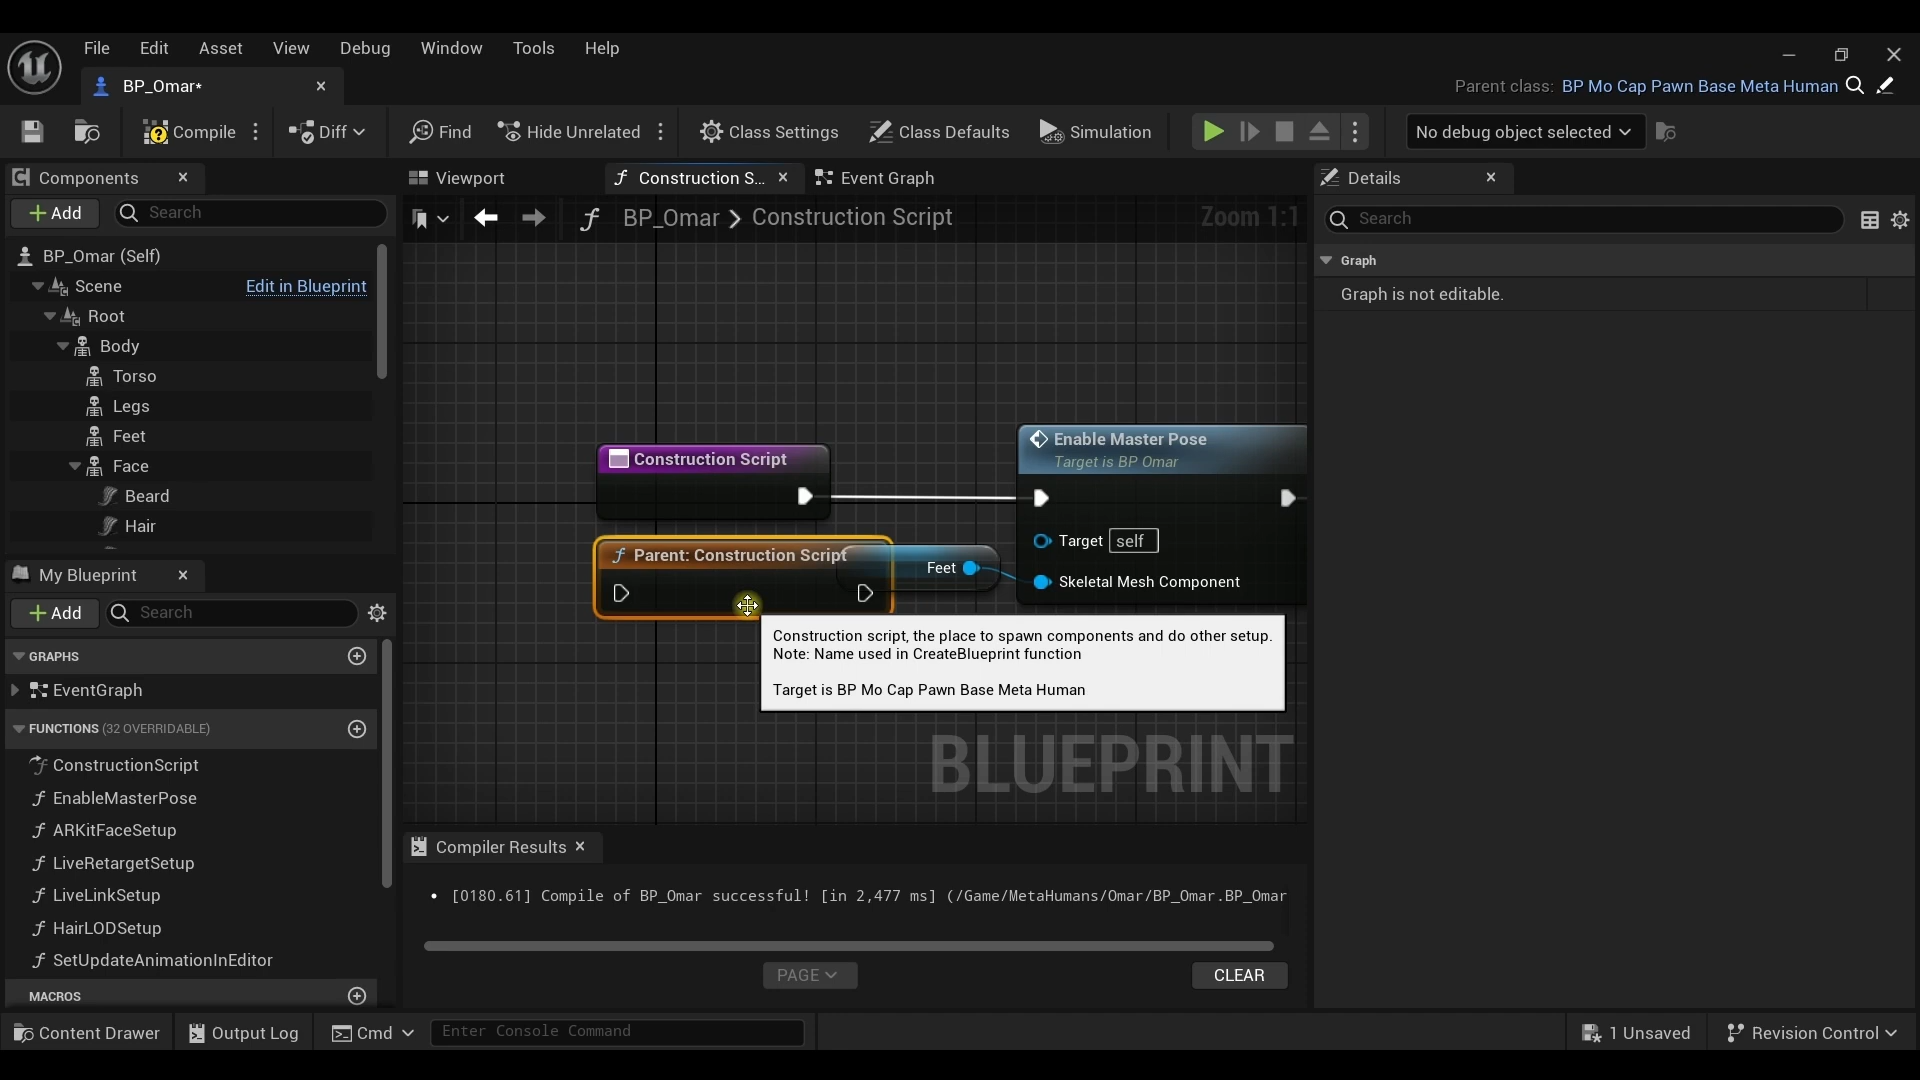 File Edit Asset View Debug Window Tools Help
BP_Omar*
Parent class: BP Mo Cap Pawn Base Meta Human
Compile
Diff
Find
Hide Unrelated
Class Settings
Class Defaults
Simulation
No debug object selected
Components
Add
Search
BP_Omar (Self)
Scene
Edit in Blueprint
Root
Body
Torso
Legs
Feet
Face
Beard
Hair
My Blueprint
Add
Search
GRAPHS
EventGraph
FUNCTIONS (32 OVERRIDABLE)
ConstructionScript
EnableMasterPose
ARKitFaceSetup
LiveRetargetSetup
LiveLinkSetup
HairLODSetup
SetUpdateAnimationInEditor
MACROS
Viewport
Construction S...
Event Graph
BP_Omar > Construction Script
Zoom 1:1
Construction Script
Enable Master Pose
Target is BP Omar
Target self
Skeletal Mesh Component
Parent: Construction Script
Feet
Construction script, the place to spawn components and do other setup.
Note: Name used in CreateBlueprint function
Target is BP Mo Cap Pawn Base Meta Human
BLUEPRINT
Compiler Results
• [0180.61] Compile of BP_Omar successful! [in 2,477 ms] (/Game/MetaHumans/Omar/BP_Omar.BP_Omar
PAGE
CLEAR
Details
Search
Graph
Graph is not editable.
Content Drawer
Output Log
Cmd
Enter Console Command
1 Unsaved
Revision Control